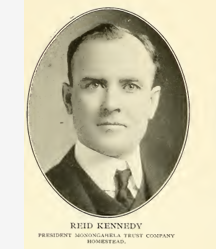 REID KENNEDY
PRESIDENT MONONGAHELA TRUST COMPANY
HOMESTEAD.